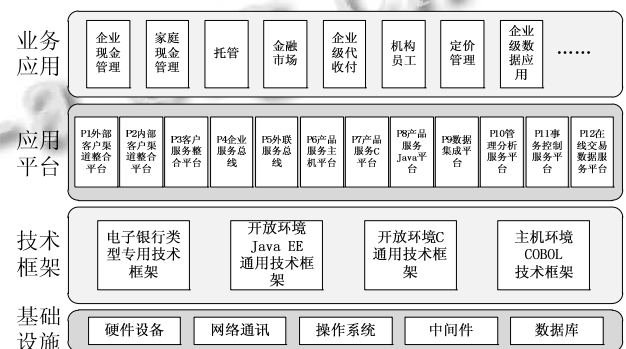 业务
应用
企业
现金
管理
家庭
现金
管理
托管
金融
市场
企业
级代
收付
机构
员工
定价
管理
企业
级数
据应
用
……
应用
平台
P1外部
客户渠
道整合
平台
P2内部
客户渠
道整合
平台
P3客户
服务整
合平台
P4企业
服务总
线
P5外联
服务总
线
P6产品
服务主
机平台
P7产品
服务C
平台
P8产品
服务
Java平
台
P9数据
集成平
台
P10管
理分析
服务平
台
P11事
务控制
服务平
台
P12在
线交易
数据服
务平台
技术
框架
电子银行类
型专用技术
框架
开放环境
Java EE
通用技术框
架
开放环境C
通用技术框
架
主机环境
COBOL
技术框架
基础
设施
硬件设备
网络通讯
操作系统
中间件
数据库